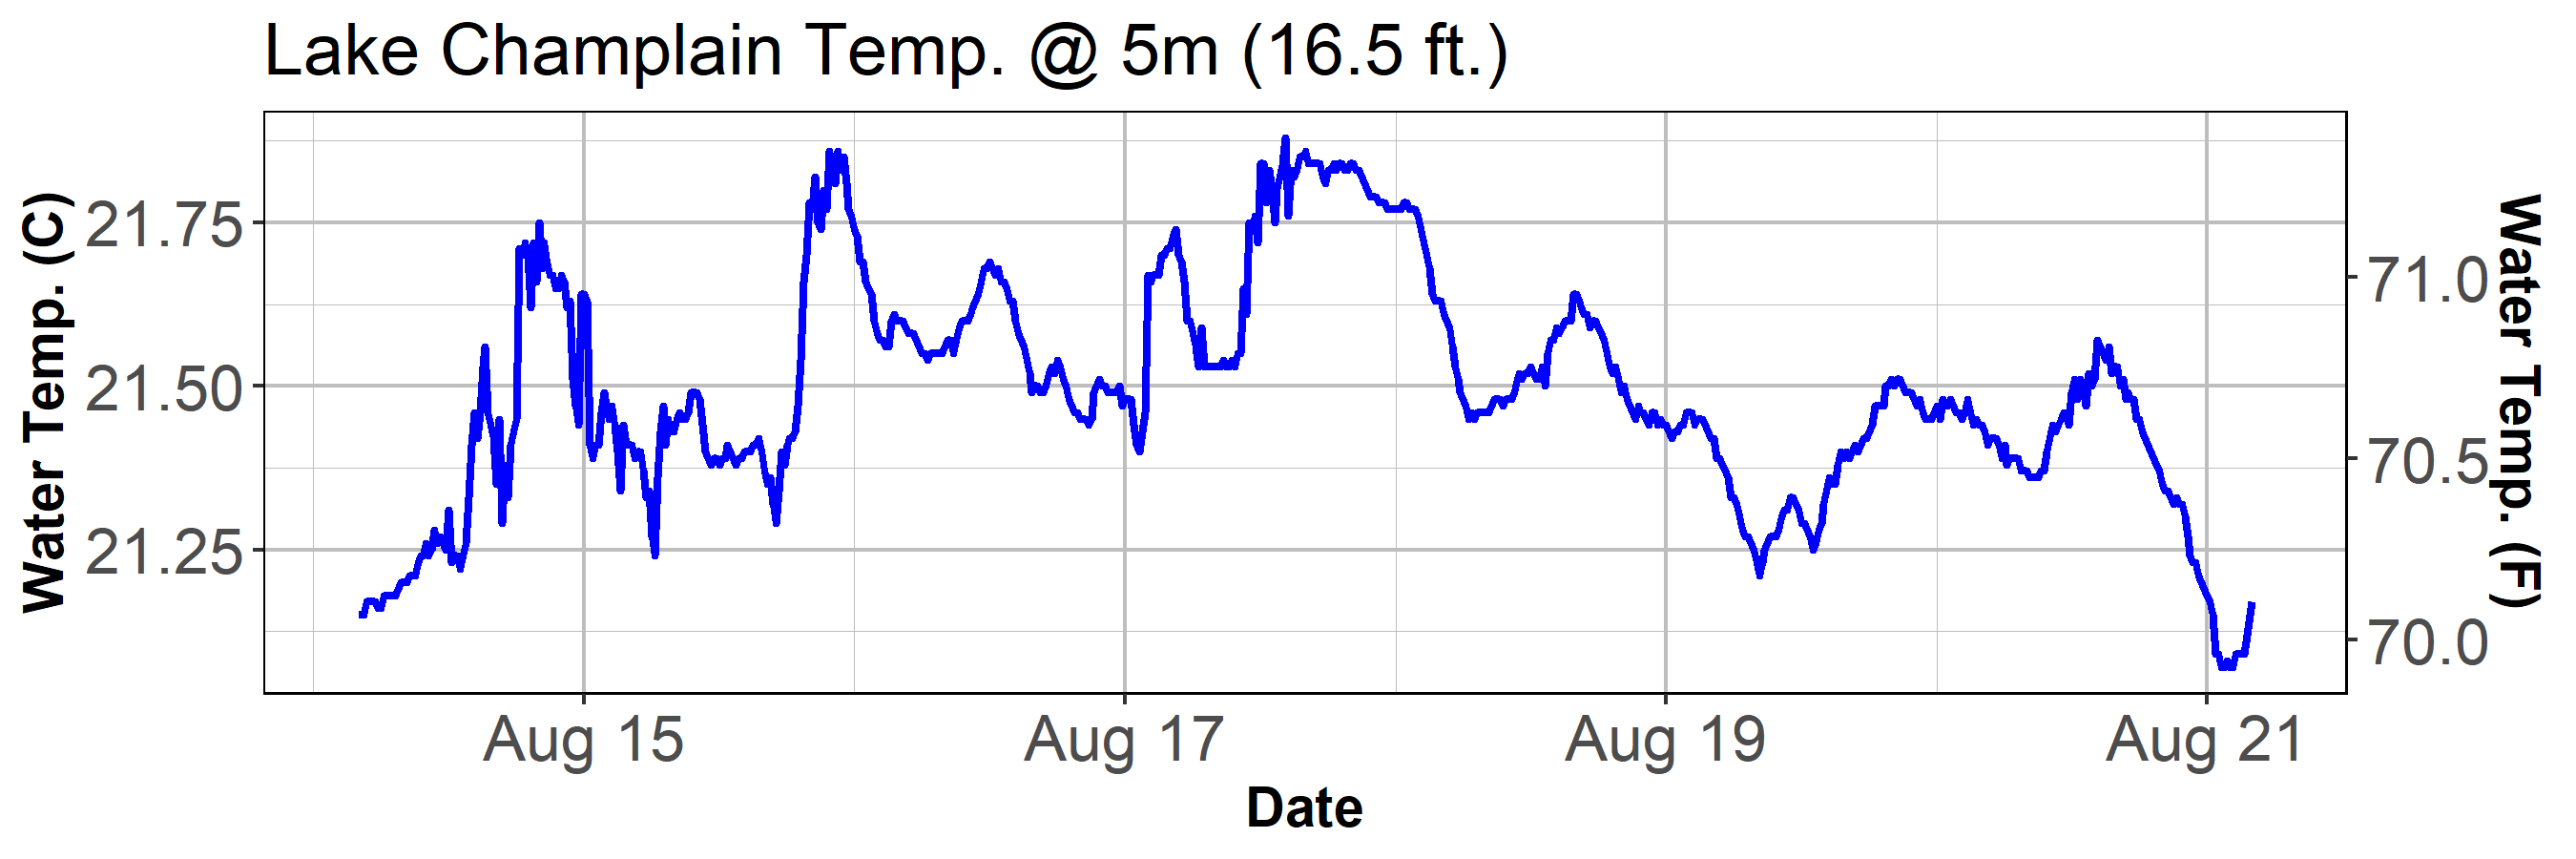 Lake Champlain Temp. @ 5m (16.5 ft.)
Water Temp. (C)
21.75
21.50
21.25
71.0
70.5
70.0
Water Temp. (F)
Aug 15 Aug 17 Aug 19 Aug 21
Date